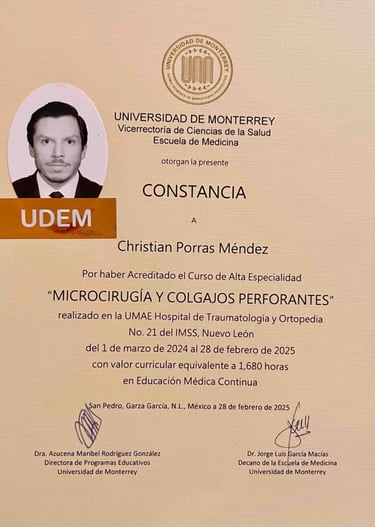 UNIVERSIDAD DE MONTERREY
UNIVERSIDAD DE MONTERREY
Vicerrectoría de Ciencias de la Salud
Escuela de Medicina
otorgan la presente
UDEM
CONSTANCIA
A
Christian Porras Méndez
Por haber Acreditado el Curso de Alta Especialidad
"MICROCIRUGÍA Y COLGAJOS PERFORANTES"
realizado en la UMAE Hospital de Traumatología y Ortopedia
No. 21 del IMSS, Nuevo León
del 1 de marzo de 2024 al 28 de febrero de 2025
con valor curricular equivalente a 1,680 horas
en Educación Médica Continua
San Pedro, Garza García, N.L., México a 28 de febrero de 2025
Dra. Azucena Maribel Rodríguez González
Directora de Programas Educativos
Universidad de Monterrey
Dr. Jorge Luis García Macías
Decano de la Escuela de Medicina
Universidad de Monterrey